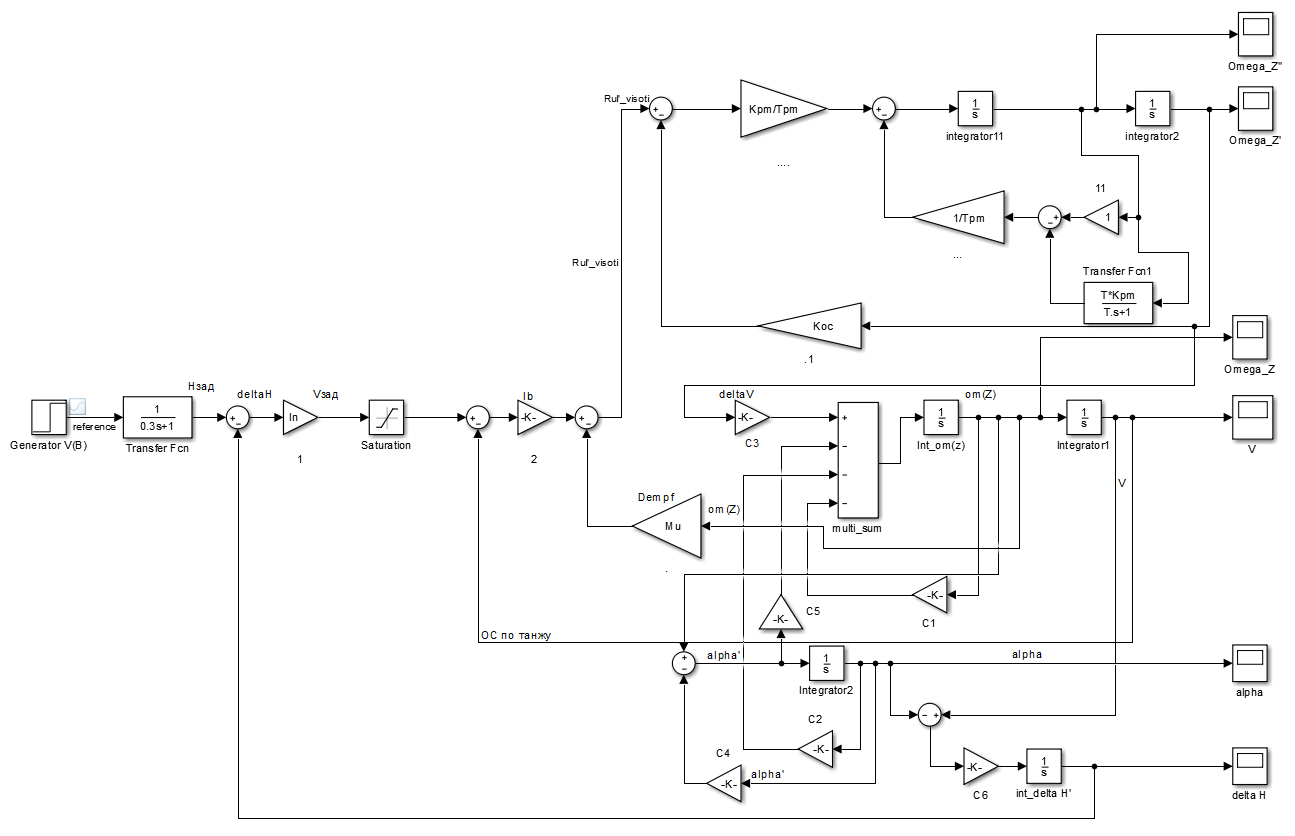 Omega_Z''
Rul'_visoti
+
−
Kpm/Tpm
....
+
−
1
s
integrator11
1
s
integrator2
Omega_Z'
11
1
+
−
1/Tpm
...
Rul'_visoti
Transfer Fcn1
T*Kpm
T.s+1
Koc
.1
Omega_Z
reference
Generator V(B)
1
0.3s+1
Transfer Fcn
Hзад
+
−
deltaH
In
1
Vзад
Saturation
+
−
Ib
-K-
2
+
−
deltaV
-K-
C3
+
−
−
−
multi_sum
1
s
Int_om(z)
om(Z)
1
s
Integrator1
V
V
Dempf
Mu
om(Z)
.
-K-
C1
-K-
C5
ОС по танжу
+
−
alpha'
1
s
Integrator2
alpha
alpha
− +
C2
-K-
C4
-K-
alpha'
-K-
C6
1
s
int_delta H'
delta H